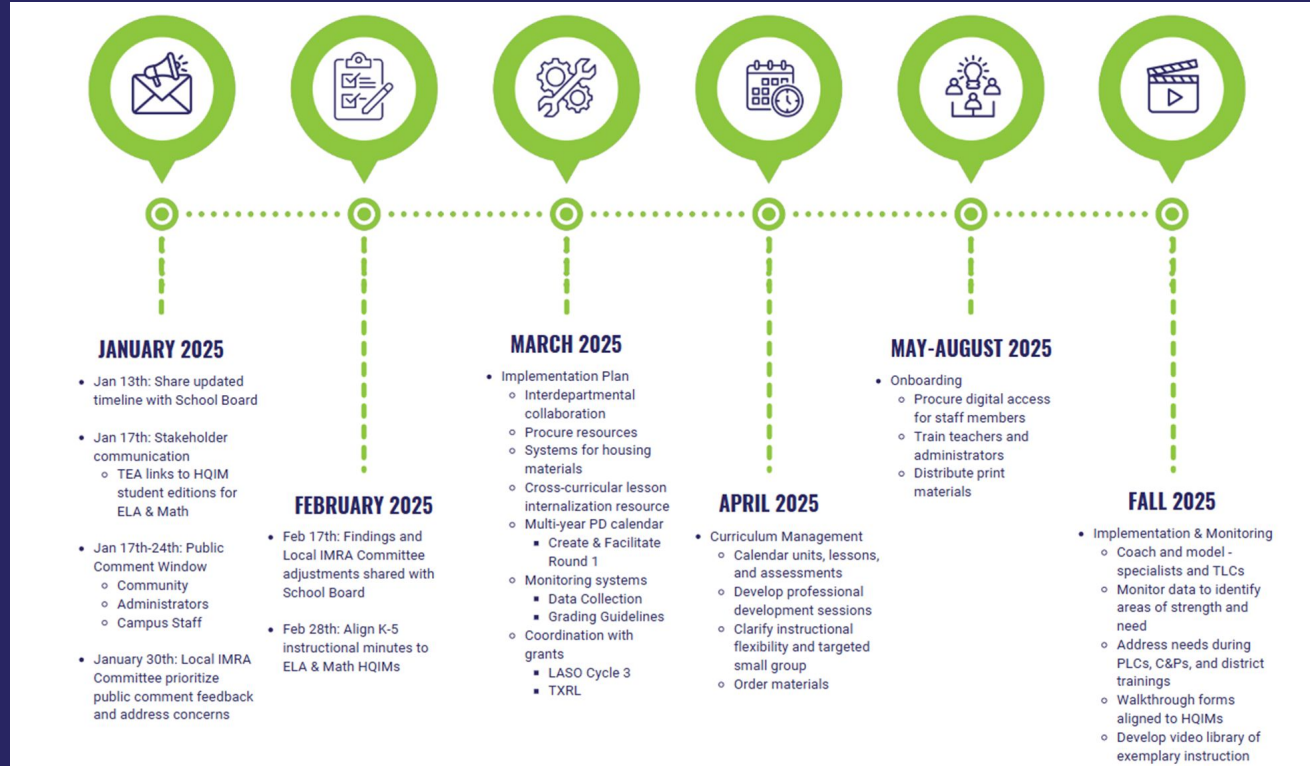 JANUARY 2025
• Jan 13th: Share updated
timeline with School Board
• Jan 17th: Stakeholder
communication
○ TEA links to HQIM
student editions for
ELA & Math
• Jan 17th-24th: Public
Comment Window
○ Community
○ Administrators
○ Campus Staff
• January 30th: Local IMRA
Committee prioritize
public comment feedback
and address concerns
FEBRUARY 2025
• Feb 17th: Findings and
Local IMRA Committee
adjustments shared with
School Board
• Feb 28th: Align K-5
instructional minutes to
ELA & Math HQIMs
MARCH 2025
• Implementation Plan
○ Interdepartmental
collaboration
○ Procure resources
○ Systems for housing
materials
○ Cross-curricular lesson
internalization resource
○ Multi-year PD calendar
▪ Create & Facilitate
Round 1
○ Monitoring systems
▪ Data Collection
▪ Grading Guidelines
○ Coordination with
grants
▪ LASO Cycle 3
▪ TXRL
APRIL 2025
• Curriculum Management
○ Calendar units, lessons,
and assessments
○ Develop professional
development sessions
○ Clarify instructional
flexibility and targeted
small group
○ Order materials
MAY-AUGUST 2025
• Onboarding
○ Procure digital access
for staff members
○ Train teachers and
administrators
○ Distribute print
materials
FALL 2025
• Implementation & Monitoring
○ Coach and model -
specialists and TLCs
○ Monitor data to identify
areas of strength and
need
○ Address needs during
PLCs, C&Ps, and district
trainings
○ Walkthrough forms
aligned to HQIMs
○ Develop video library of
exemplary instruction